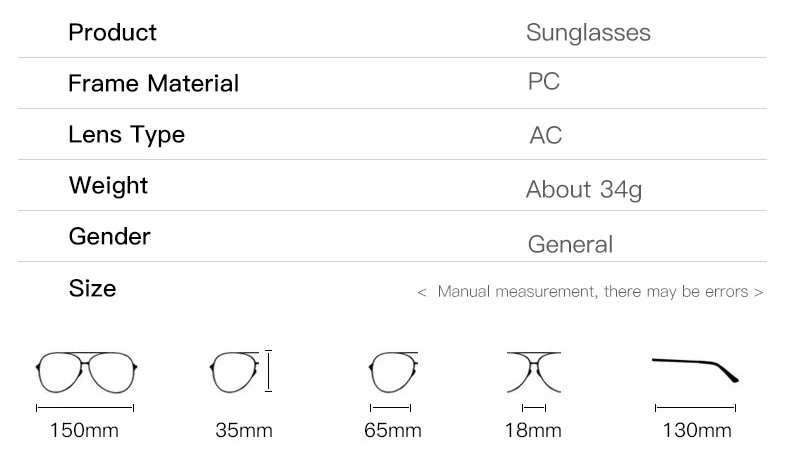 Product Sunglasses
Frame Material PC
Lens Type AC
Weight About 34g
Gender General
Size < Manual measurement, there may be errors >
150mm 35mm 65mm 18mm 130mm